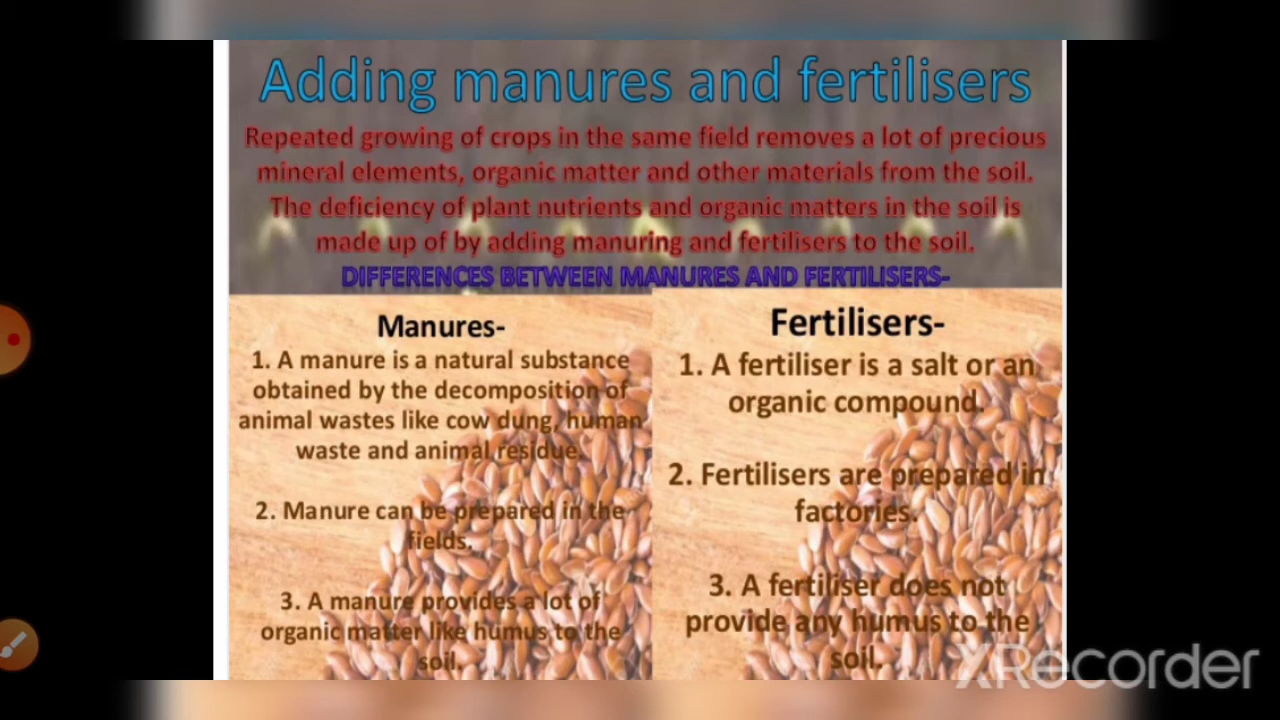 Adding manures and fertilisers
Repeated growing of crops in the same field removes a lot of precious
mineral elements, organic matter and other materials from the soil.
The deficiency of plant nutrients and organic matters in the soil is
made up of by adding manuring and fertilisers to the soil.
DIFFERENCES BETWEEN MANURES AND FERTILISERS-
Manures-
1. A manure is a natural substance
obtained by the decomposition of
animal wastes like cow dung, human
waste and animal residue.
2. Manure can be prepared in the
fields.
3. A manure provides a lot of
organic matter like humus to the
soil.
Fertilisers-
1. A fertiliser is a salt or an
organic compound.
2. Fertilisers are prepared in
factories.
3. A fertiliser does not
provide any humus to the
soil.
XRecorder